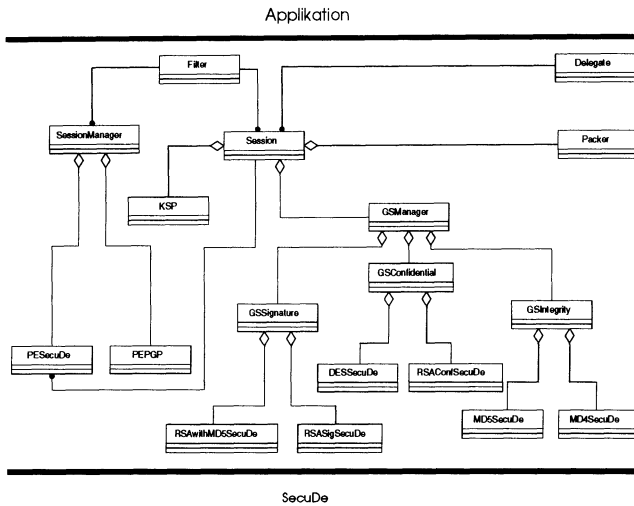 Applikation
Filter
Delegate
SessionManager
Session
Packer
KSP
GSManager
GSConfidential
GSSignature
GSIntegrity
PESecuDe
PEPGP
DESSecuDe
RSAConfSecuDe
RSAwithMD5SecuDe
RSASigSecuDe
MD5SecuDe
MD4SecuDe
SecuDe